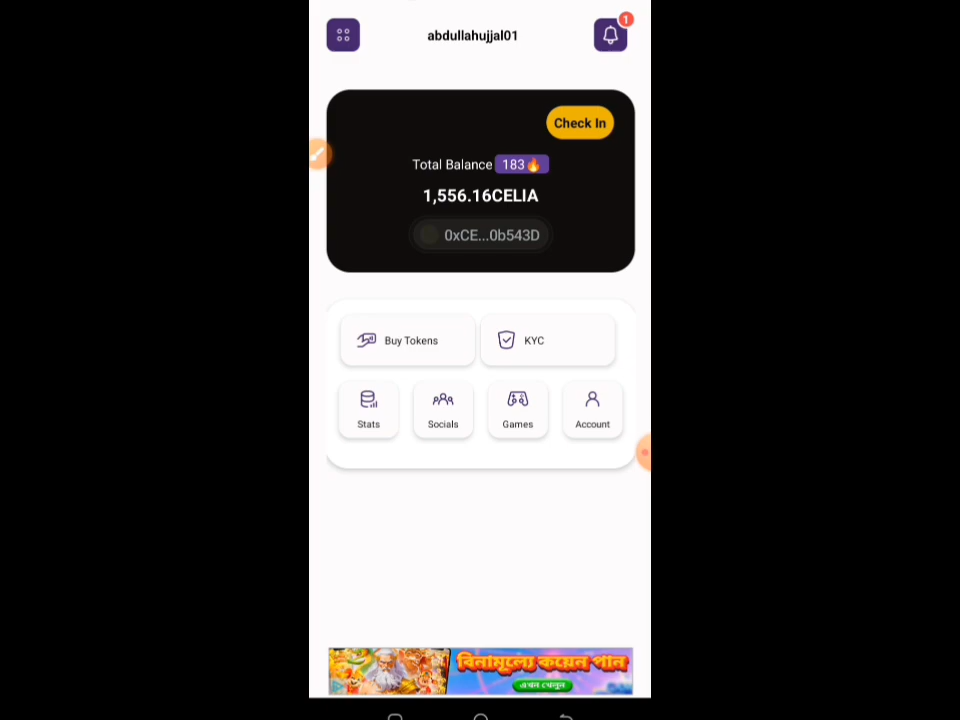 abdullahujjal01
1
Check In
Total Balance 183🔥
1,556.16CELIA
0xCE...0b543D
Buy Tokens
KYC
Stats
Socials
Games
Account
বিনামূল্যে কয়েন পান
এখন খেলুন